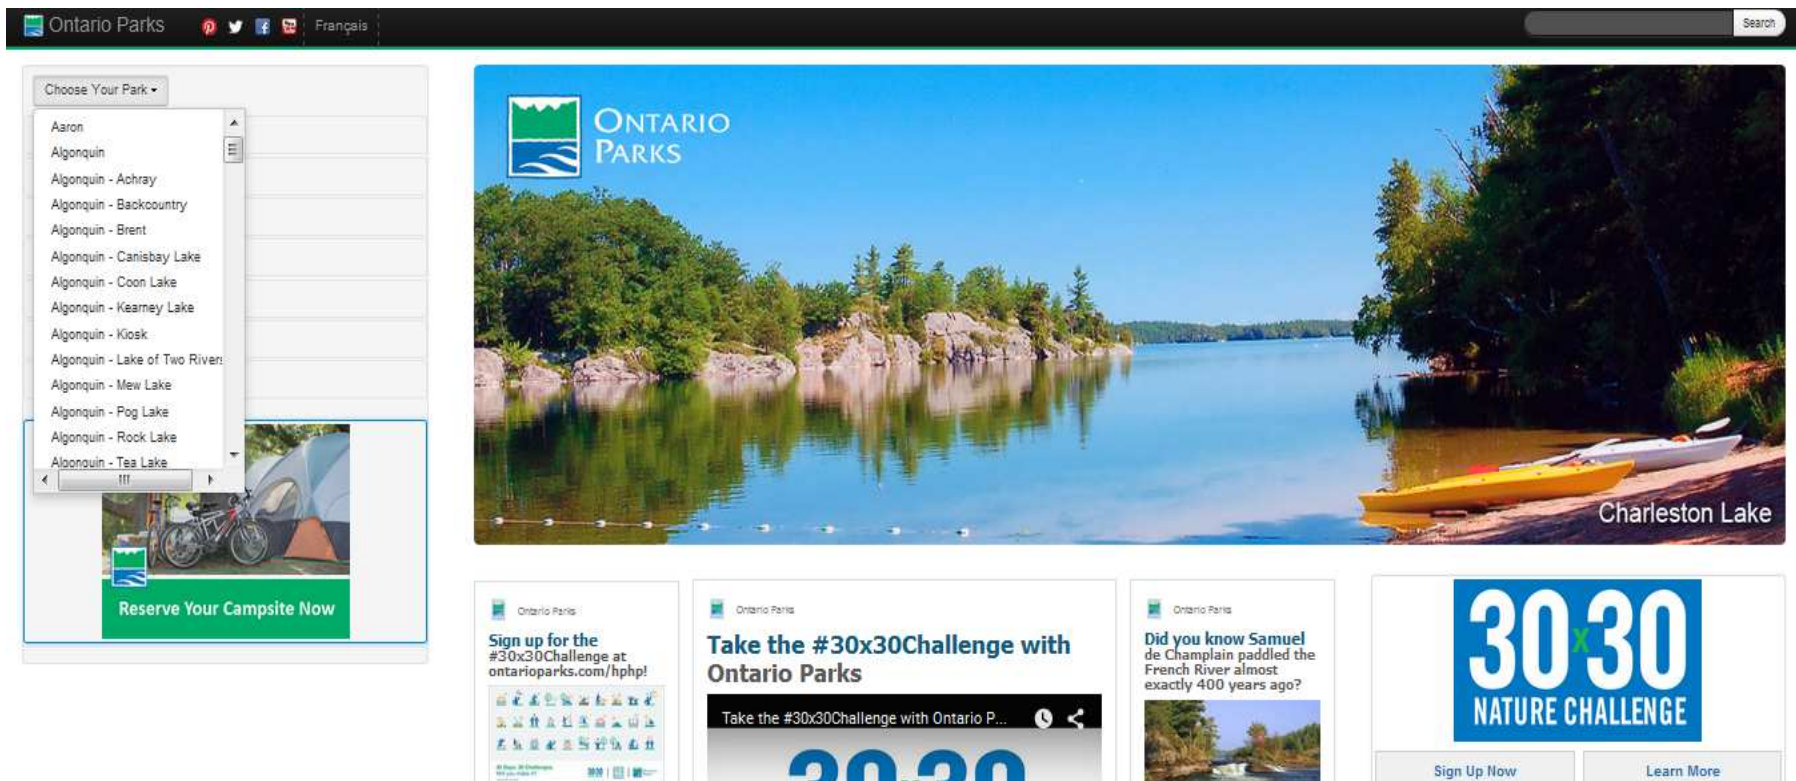 Ontario Parks
Français
Search
Choose Your Park
Aaron
Algonquin
Algonquin - Achray
Algonquin - Backcountry
Algonquin - Brent
Algonquin - Canisbay Lake
Algonquin - Coon Lake
Algonquin - Kearney Lake
Algonquin - Kiosk
Algonquin - Lake of Two Rivers
Algonquin - Mew Lake
Algonquin - Pog Lake
Algonquin - Rock Lake
Algonquin - Tea Lake
Reserve Your Campsite Now
ONTARIO
PARKS
Charleston Lake
Ontario Parks
Sign up for the
#30x30Challenge at
ontarioparks.com/hphp!
Ontario Parks
Take the #30x30Challenge with
Ontario Parks
Take the #30x30Challenge with Ontario P...
30x30
Ontario Parks
Did you know Samuel
de Champlain paddled the
French River almost
exactly 400 years ago?
30x30
NATURE CHALLENGE
Sign Up Now
Learn More